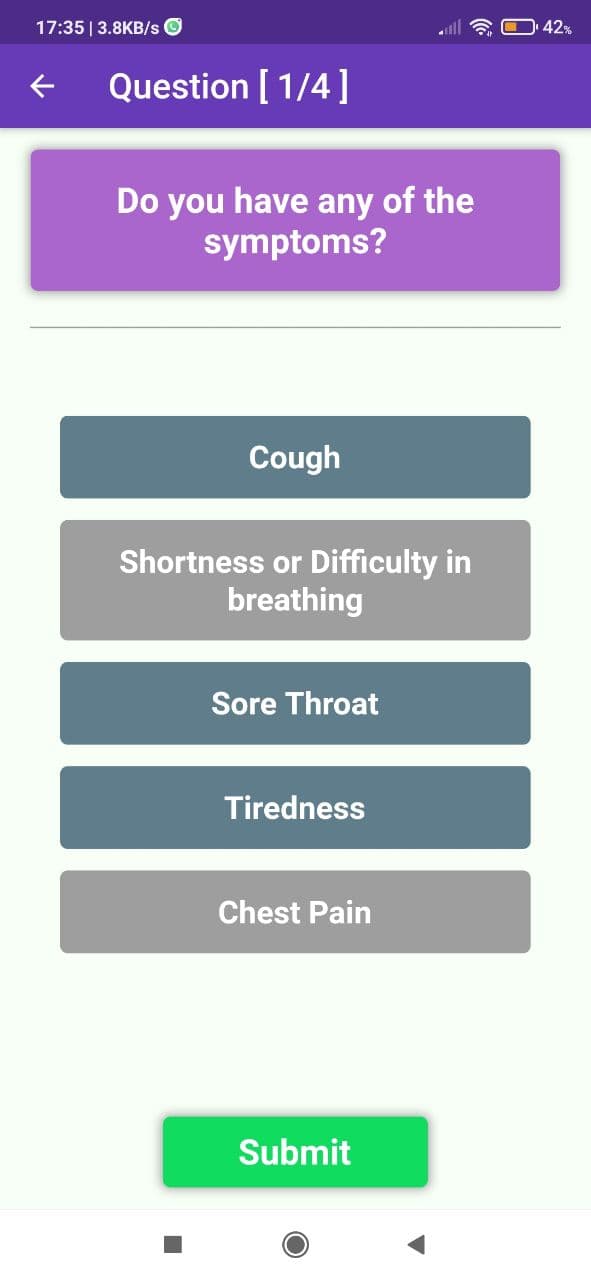 17:35 | 3.8KB/s 42%
Question [ 1/4 ]
Do you have any of the
symptoms?
Cough
Shortness or Difficulty in
breathing
Sore Throat
Tiredness
Chest Pain
Submit